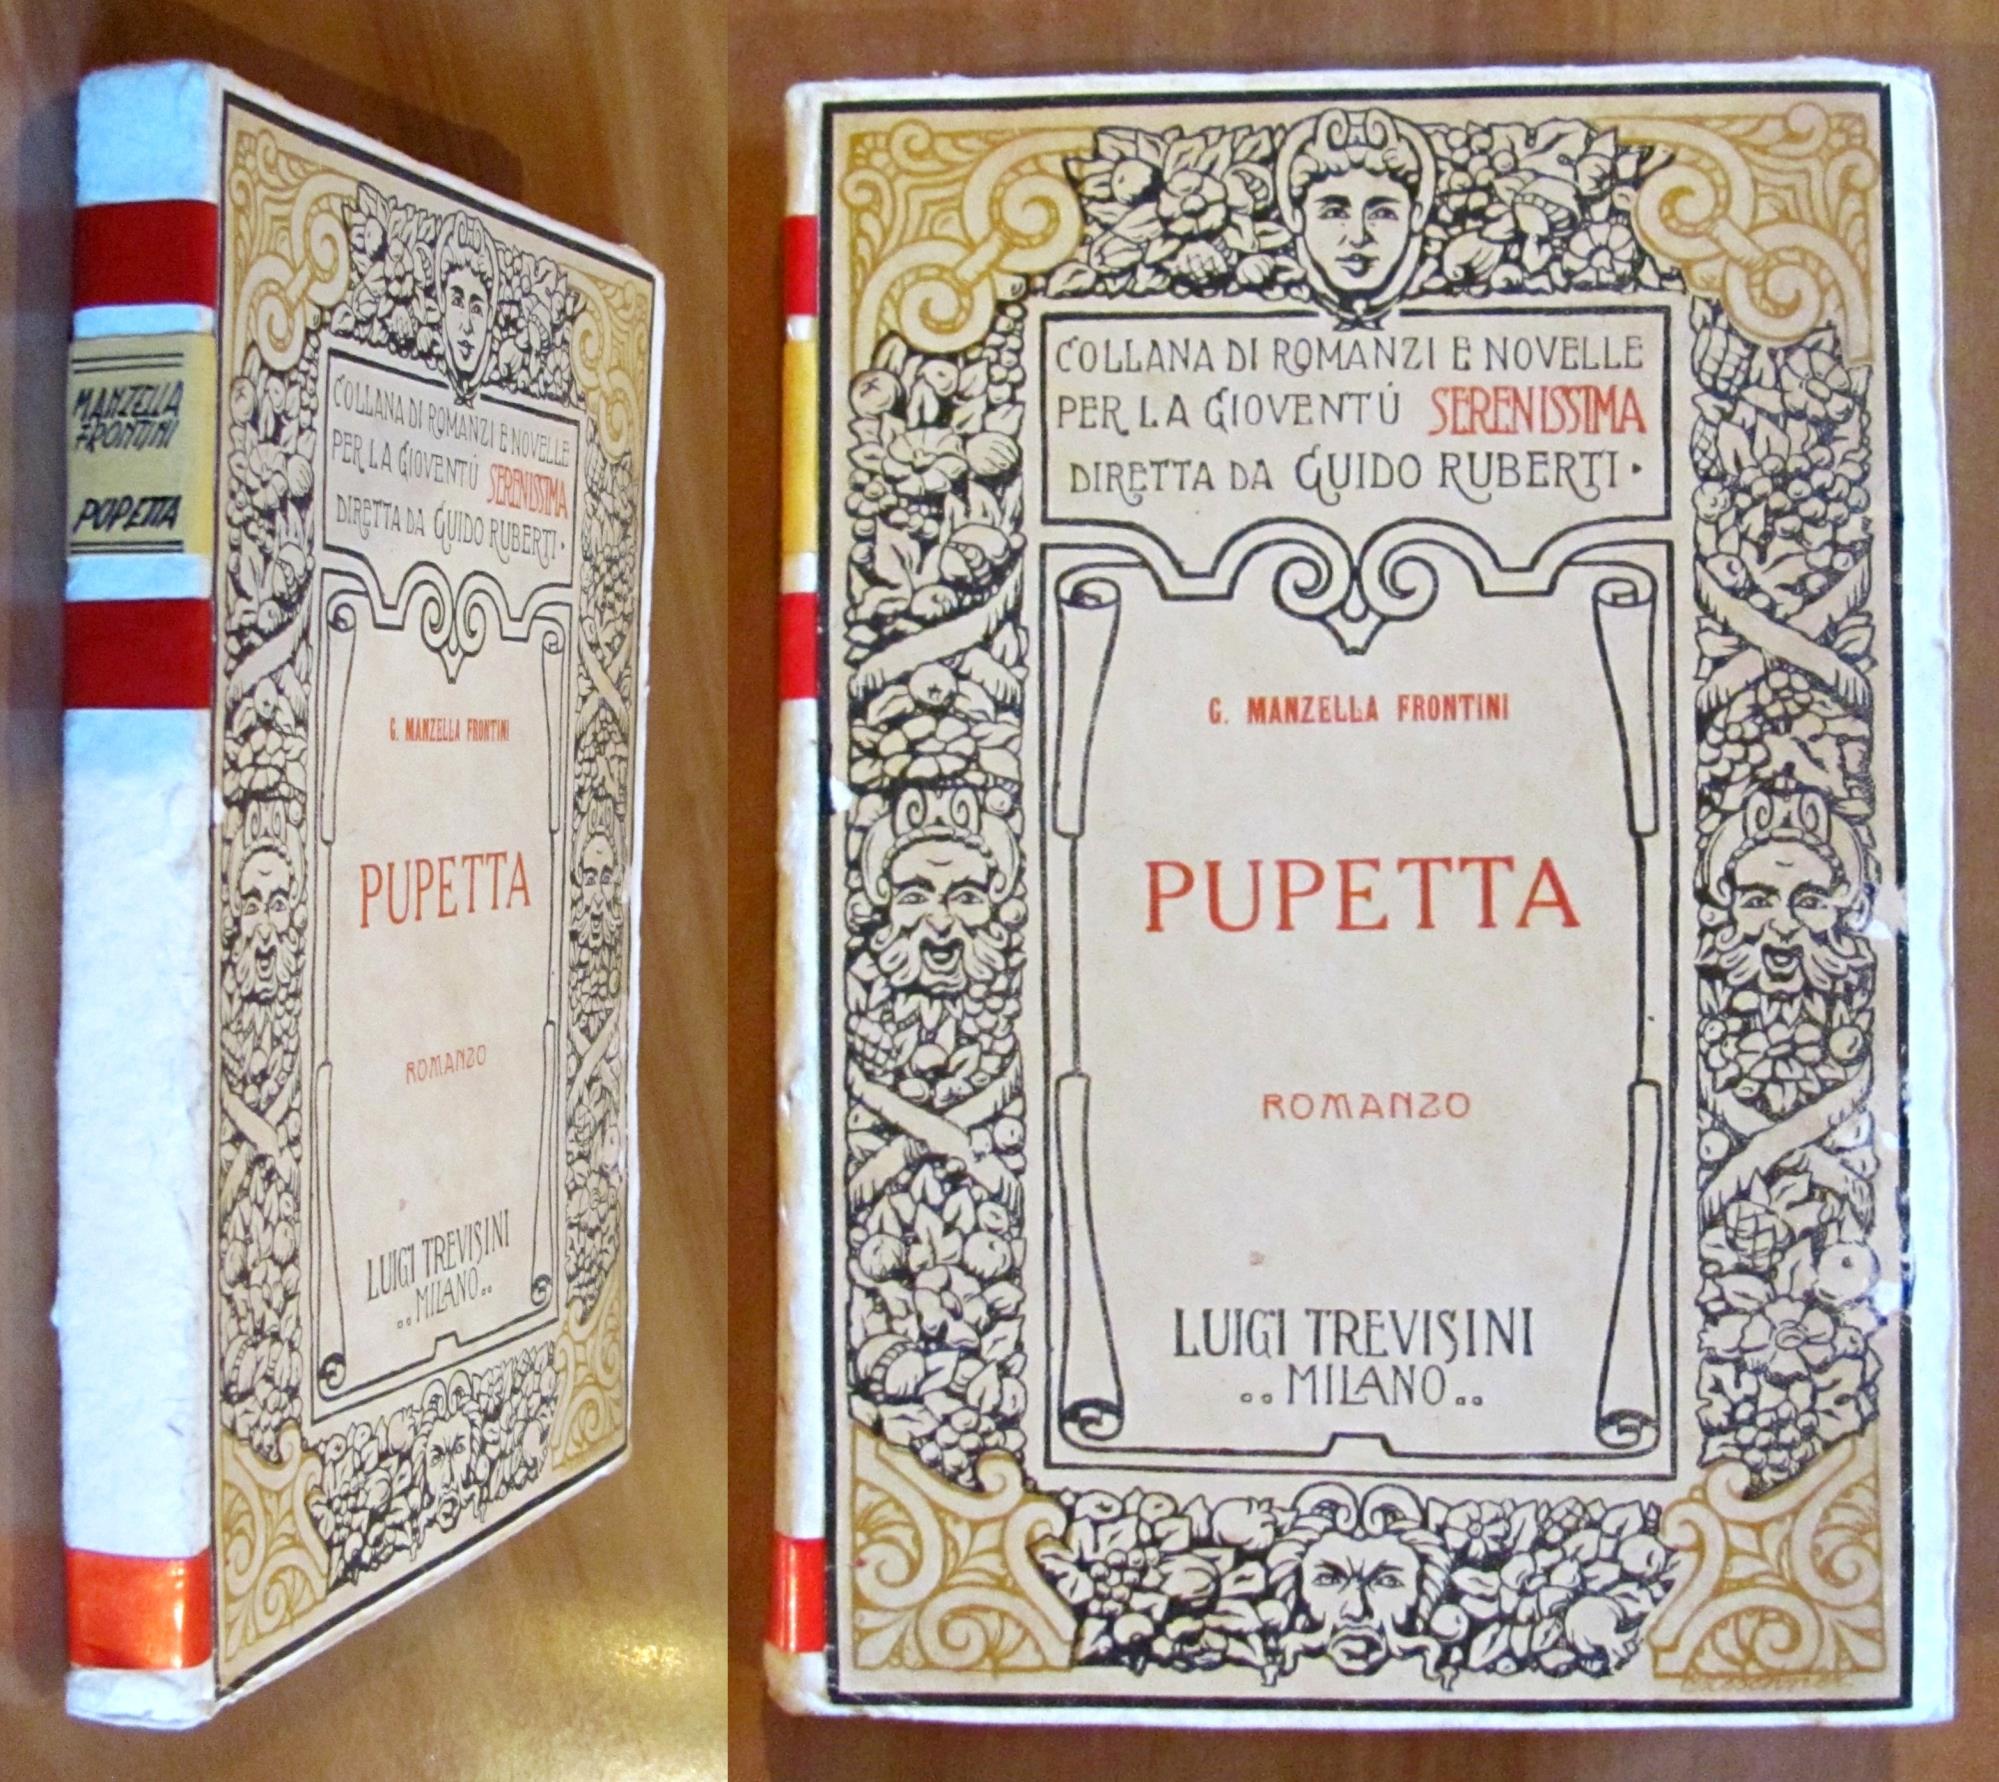 MANZELLA
FRONTINI
PUPETTA
COLLANA DI ROMANZI E NOVELLE
PER LA GIOVENTÚ SERENISSIMA
DIRETTA DA GUIDO RUBERTI.
G. MANZELLA FRONTINI
PUPETTA
ROMANZO
LUIGI TREVISINI
..MILANO..
COLLANA DI ROMANZI E NOVELLE
PER LA GIOVENTÚ SERENISSIMA
DIRETTA DA GUIDO RUBERTI.
G. MANZELLA FRONTINI
PUPETTA
ROMANZO
LUIGI TREVISINI
..MILANO..